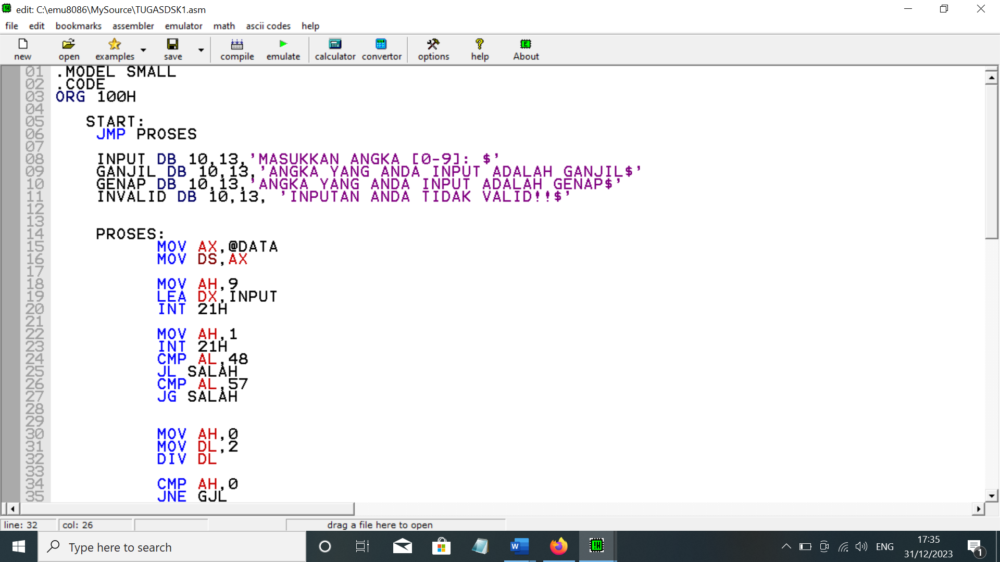 edit: C:\emu8086\MySource\TUGASDSK1.asm
file edit bookmarks assembler emulator math ascii codes help
new open examples save compile emulate calculator convertor options help About
01 .MODEL SMALL
02 .CODE
03 ORG 100H
04
05 START:
06 JMP PROSES
07
08 INPUT DB 10,13,'MASUKKAN ANGKA [0-9]: $'
09 GANJIL DB 10,13,'ANGKA YANG ANDA INPUT ADALAH GANJIL$'
10 GENAP DB 10,13,'ANGKA YANG ANDA INPUT ADALAH GENAP$'
11 INVALID DB 10,13, 'INPUTAN ANDA TIDAK VALID!!$'
12
13
14 PROSES:
15 MOV AX,@DATA
16 MOV DS,AX
17
18 MOV AH,9
19 LEA DX,INPUT
20 INT 21H
21
22 MOV AH,1
23 INT 21H
24 CMP AL,48
25 JL SALAH
26 CMP AL,57
27 JG SALAH
28
29
30 MOV AH,0
31 MOV DL,2
32 DIV DL
33
34 CMP AH,0
35 JNE GJL
line: 32 col: 26 drag a file here to open
Type here to search ENG 17:35
31/12/2023 1